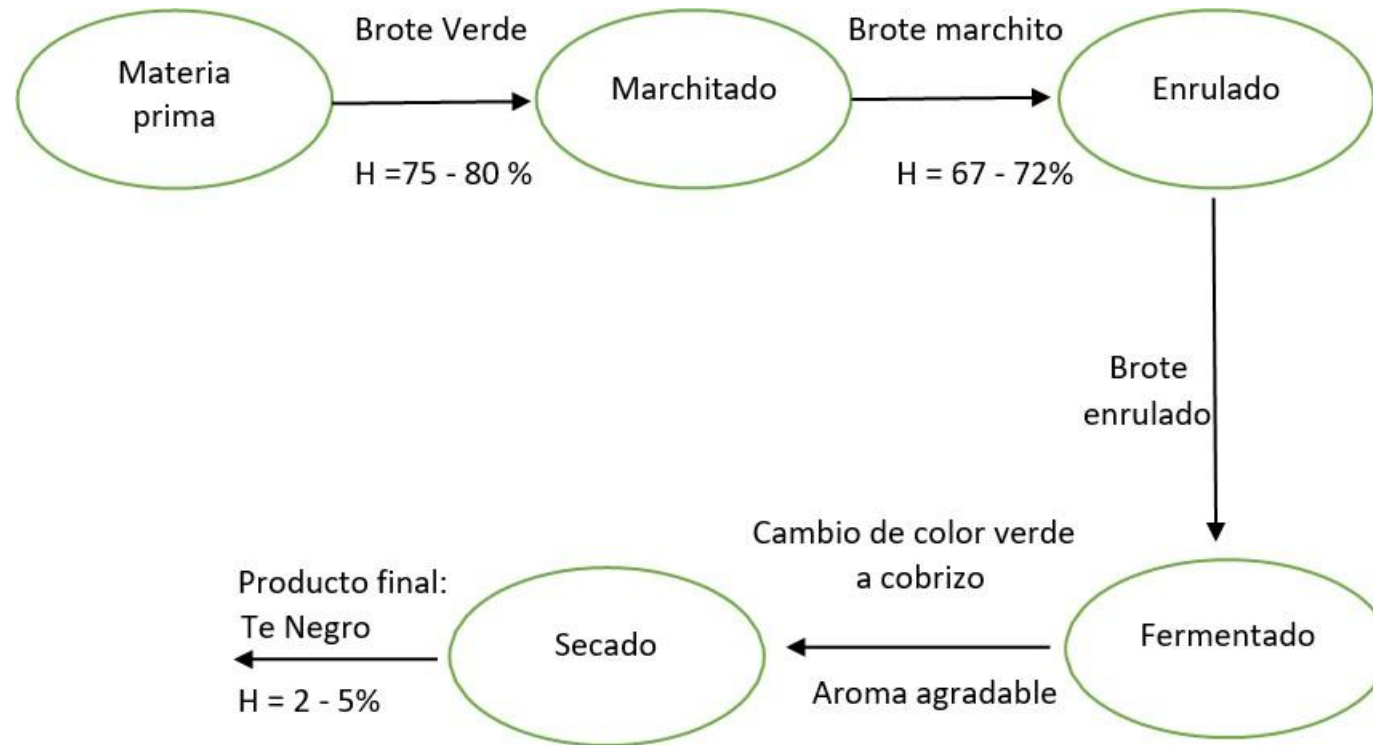 Materia
prima
Brote Verde
H =75 - 80 %
Marchitado
Brote marchito
H = 67 - 72%
Enrulado
Brote
enrulado
Fermentado
Cambio de color verde
a cobrizo
Aroma agradable
Secado
Producto final:
Te Negro
H = 2 - 5%